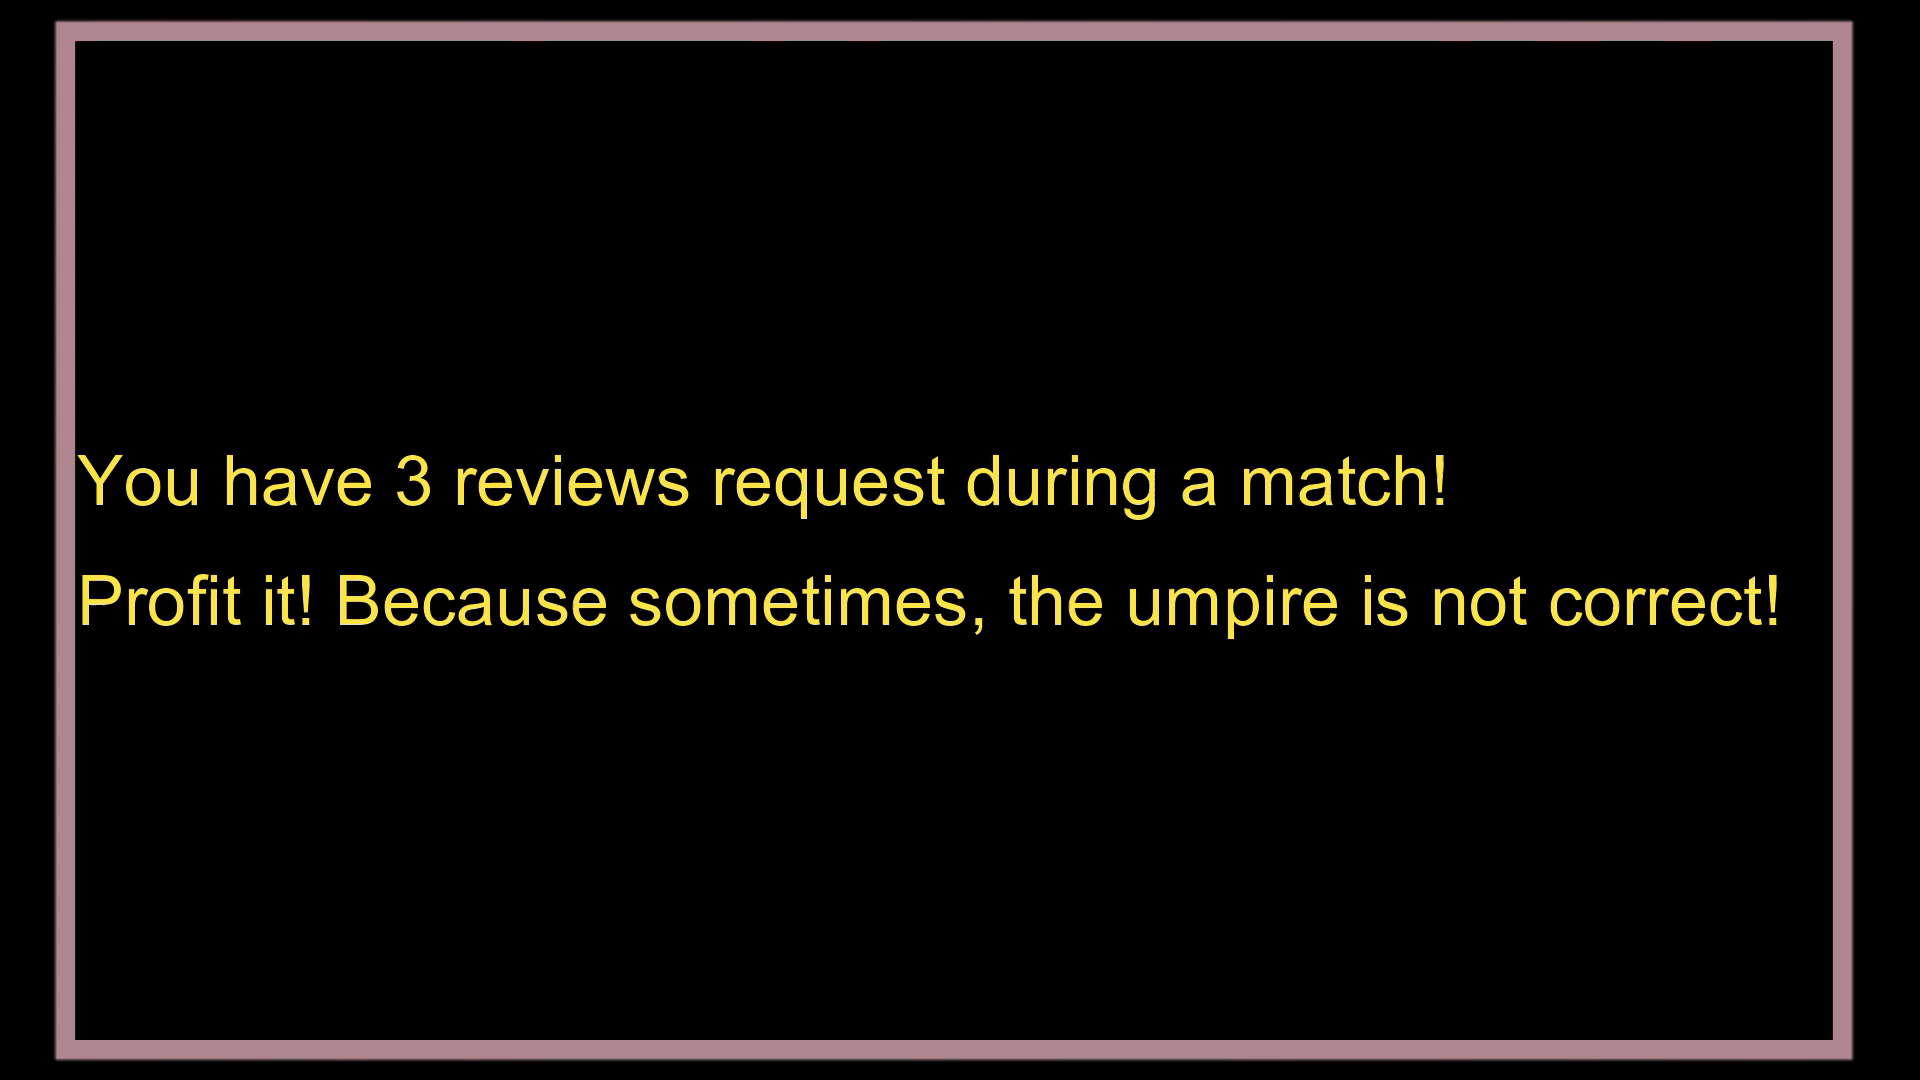 You have 3 reviews request during a match!
Profit it! Because sometimes, the umpire is not correct!